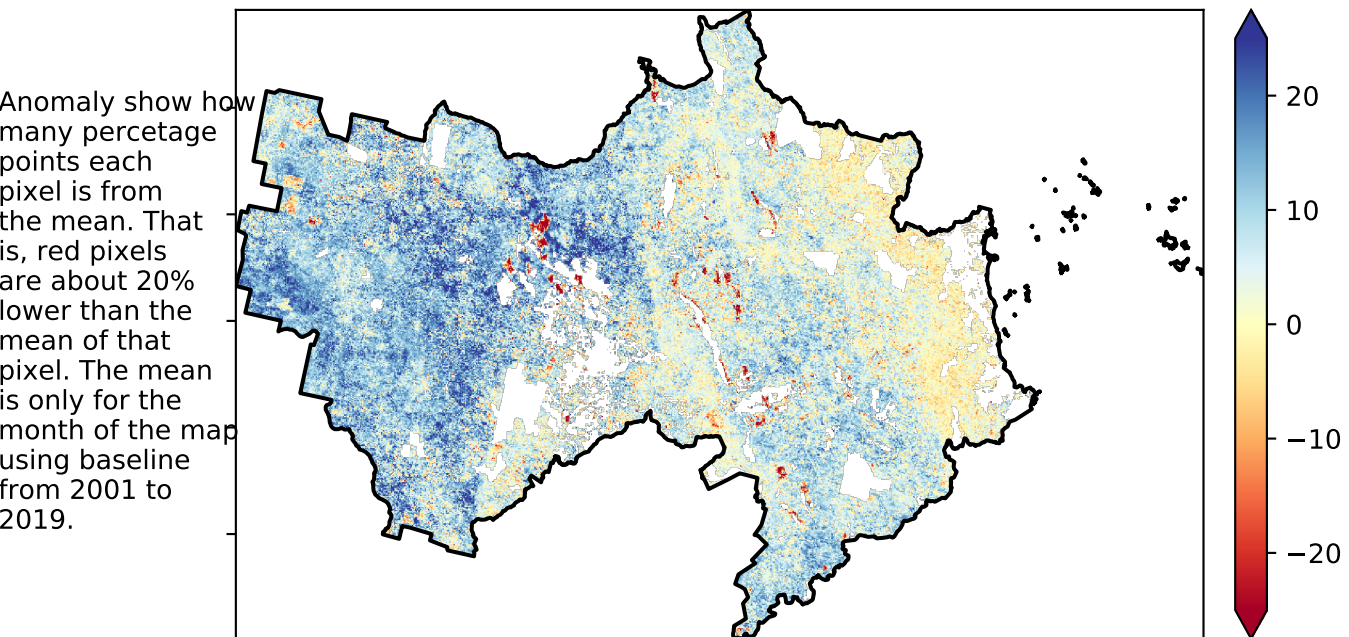 Anomaly show how
many percetage
points each
pixel is from
the mean. That
is, red pixels
are about 20%
lower than the
mean of that
pixel. The mean
is only for the
month of the map
using baseline
from 2001 to
2019.
20
10
0
−10
−20